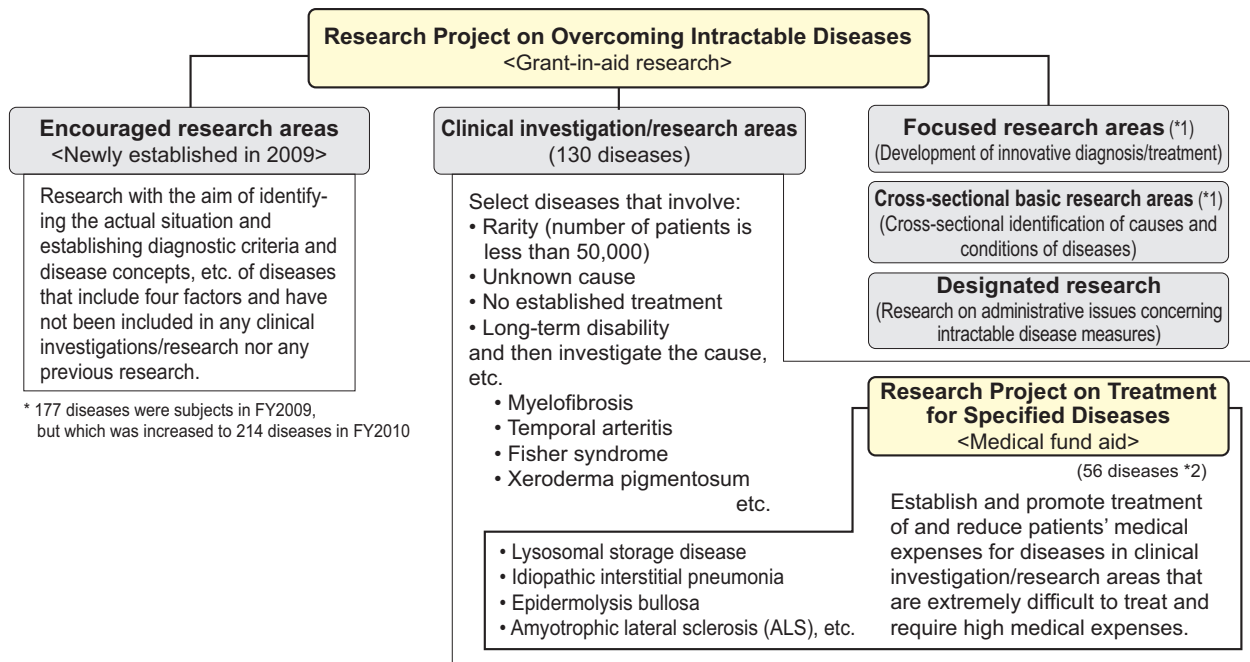 Research Project on Overcoming Intractable Diseases
<Grant-in-aid research>
Encouraged research areas
<Newly established in 2009>
Research with the aim of identify-
ing the actual situation and
establishing diagnostic criteria and
disease concepts, etc. of diseases
that include four factors and have
not been included in any clinical
investigations/research nor any
previous research.
* 177 diseases were subjects in FY2009,
but which was increased to 214 diseases in FY2010
Clinical investigation/research areas
(130 diseases)
Select diseases that involve:
• Rarity (number of patients is
less than 50,000)
• Unknown cause
• No established treatment
• Long-term disability
and then investigate the cause,
etc.
• Myelofibrosis
• Temporal arteritis
• Fisher syndrome
• Xeroderma pigmentosum
etc.
• Lysosomal storage disease
• Idiopathic interstitial pneumonia
• Epidermolysis bullosa
• Amyotrophic lateral sclerosis (ALS), etc.
Focused research areas (*1)
(Development of innovative diagnosis/treatment)
Cross-sectional basic research areas (*1)
(Cross-sectional identification of causes and
conditions of diseases)
Designated research
(Research on administrative issues concerning
intractable disease measures)
Research Project on Treatment
for Specified Diseases
<Medical fund aid>
(56 diseases *2)
Establish and promote treatment
of and reduce patients' medical
expenses for diseases in clinical
investigation/research areas that
are extremely difficult to treat and
require high medical expenses.